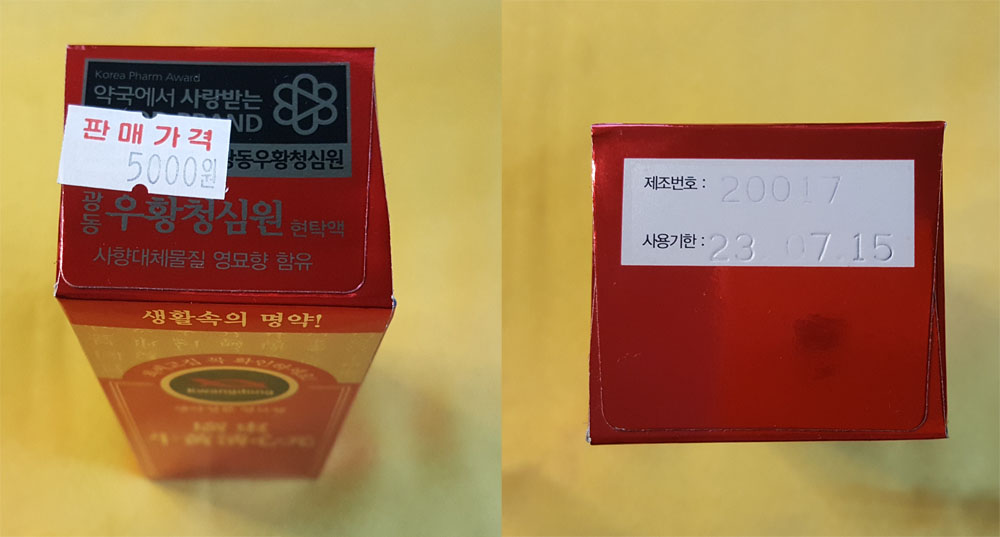 Korea Pharm Award
약국에서 사랑받는
BRAND
판매가격
5000원
광동우황청심원
광동 우황청심원 현탁액
사향대체물질 영묘향 함유
생활속의 명약!
Kwangdong
제조번호 : 20017
사용기한 : 23 07.15